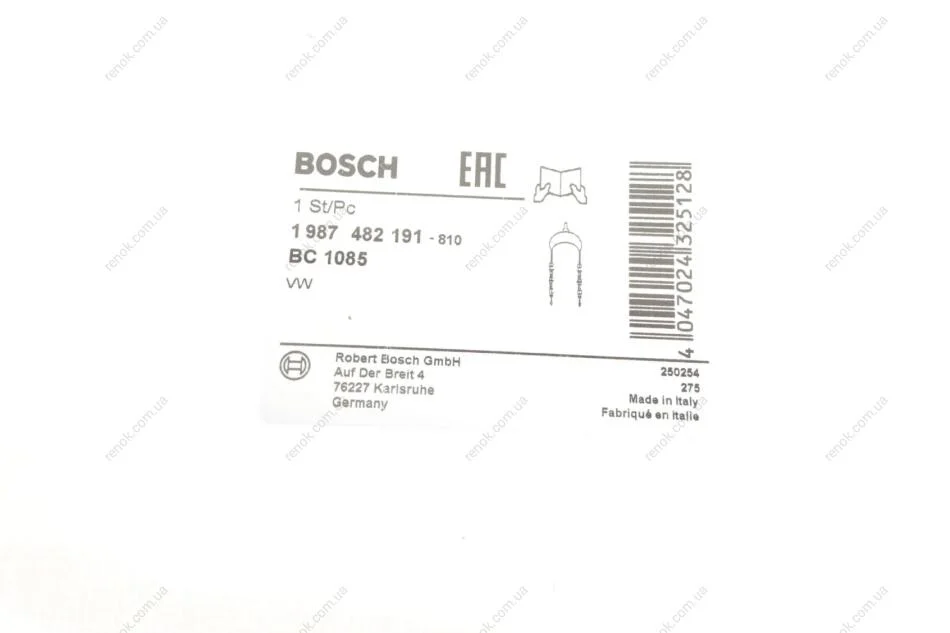 BOSCH EAC
1 St/Pc
1 987 482 191 - 810
BC 1085
VW
4 047024 325128
Robert Bosch GmbH
Auf Der Breit 4
76227 Karlsruhe
Germany
250254
275
Made in Italy
Fabriqué en Italie
renok.com.ua